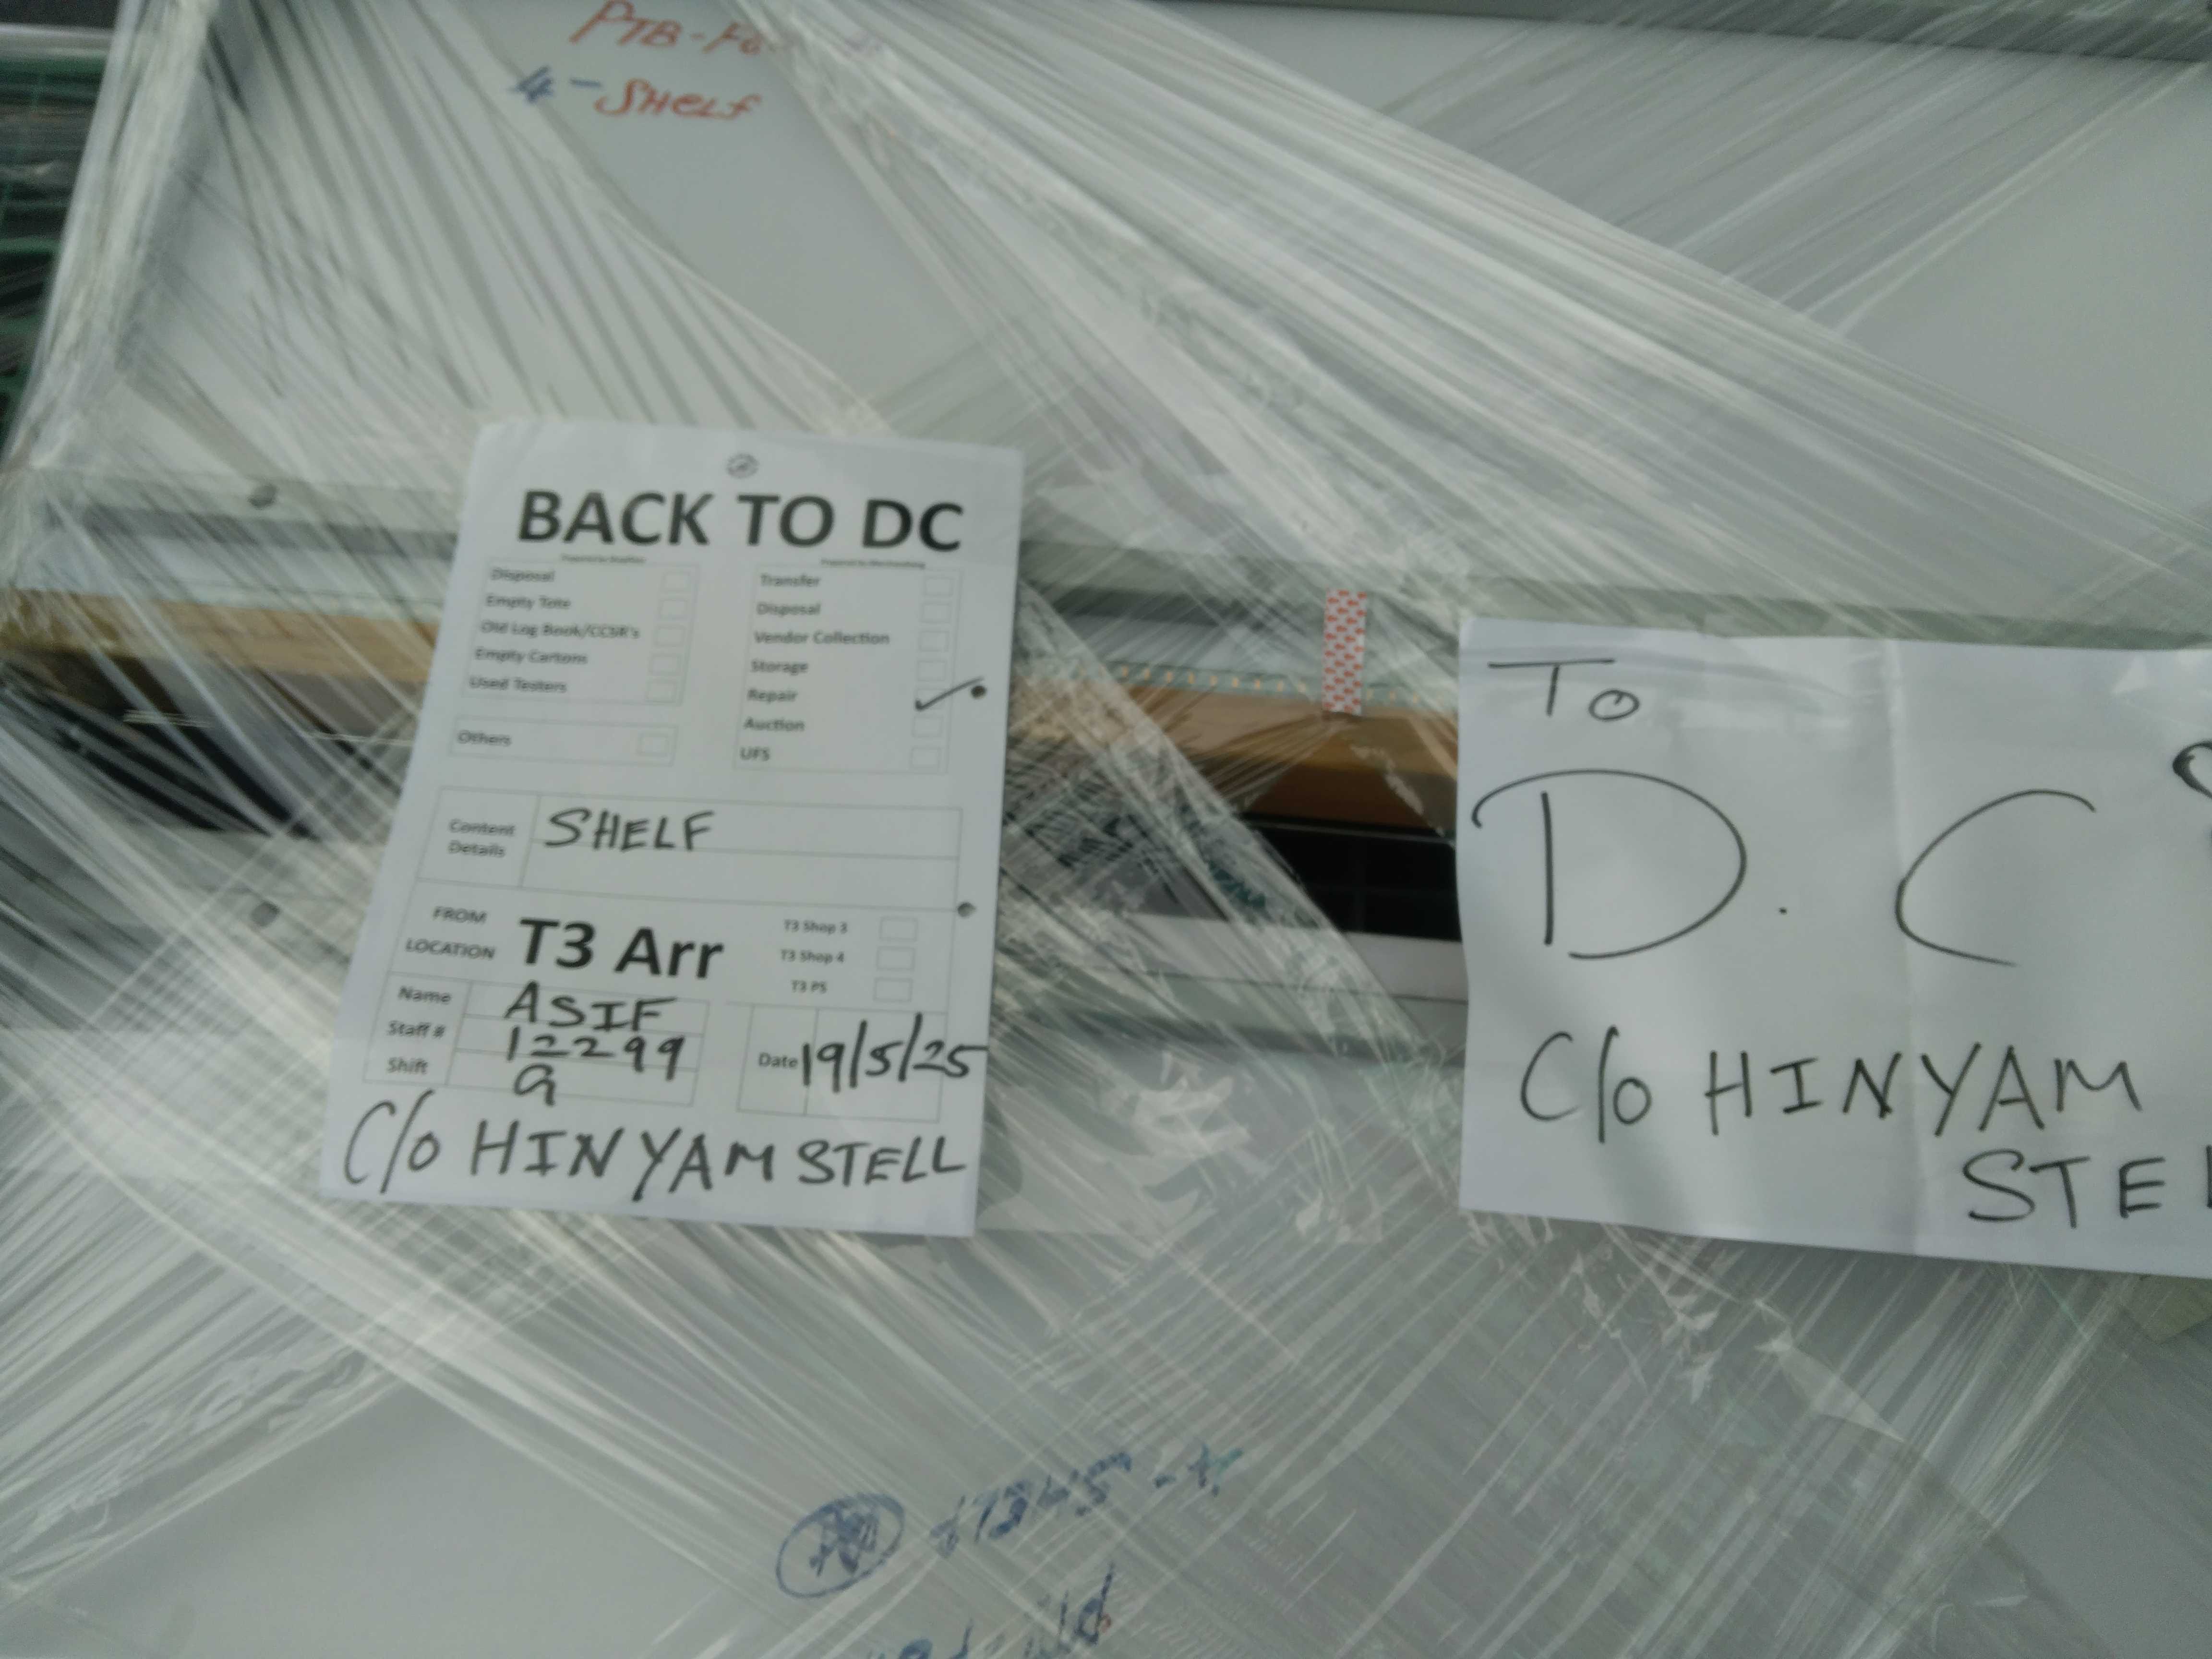 4 - SHELF
BACK TO DC
Disposal
Empty Tote
Old Log Book/CCSR's
Empty Cartons
Used Testers
Others
Transfer
Disposal
Vendor Collection
Storage
Repair
Auction
UFS
Content Details
SHELF
FROM LOCATION
T3 Arr
T3 Shop 3
T3 Shop 4
T3 PS
Name ASIF
Staff # 12299
Shift
Date 19/5/25
C/o HINYAM STELL
To
D.C
C/o HINYAM